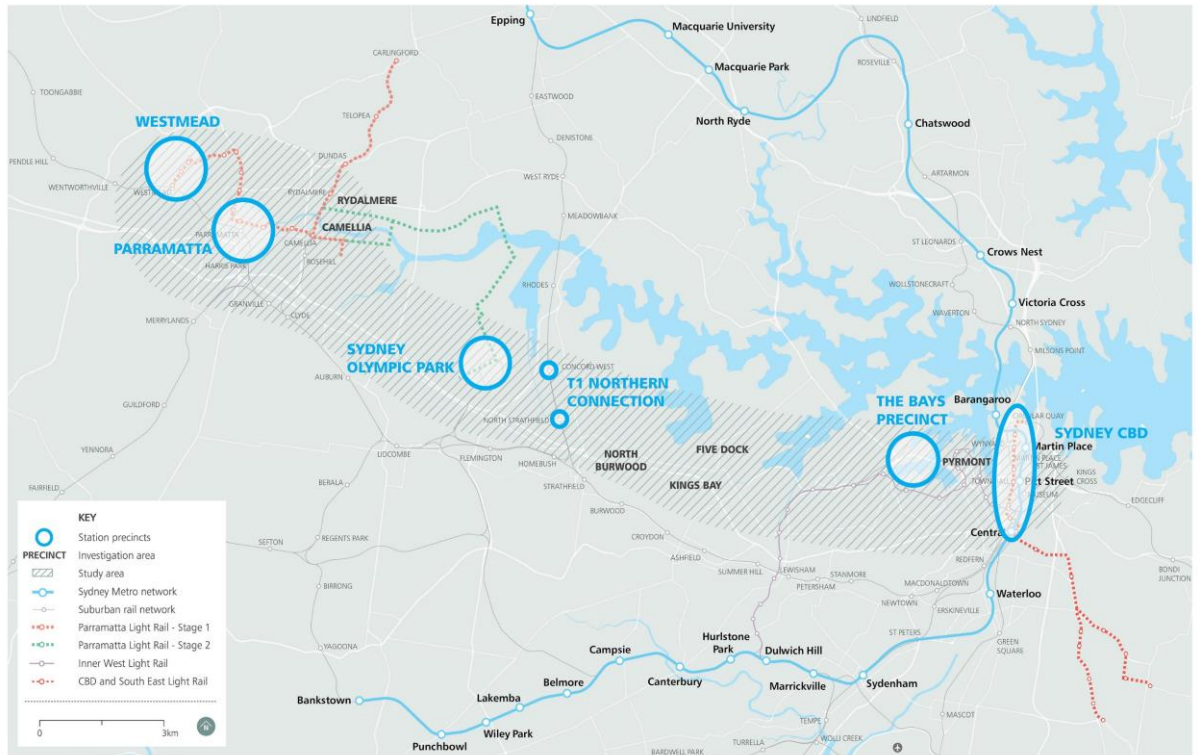 Epping
LINDFIELD
Macquarie University
CARLINGFORD
ROSEVILLE
Macquarie Park
TOONGABBIE
EASTWOOD
TELOPEA
North Ryde
WESTMEAD
Chatswood
DENISTONE
DUNDAS
PENDLE HILL
WEST RYDE
ARTARMON
WENTWORTHVILLE
RYDALMERE
RYDALMERE
MEADOWBANK
CAMELLIA
PARRAMATTA
ST LEONARDS
PARRAMATTA
CAMELLIA
Crows Nest
ROSEHILL
HARRIS PARK
RHODES
WOLLSTONECRAFT
GRANVILLE
Victoria Cross
CLYDE
WAVERTON
MERRYLANDS
NORTH SYDNEY
SYDNEY
OLYMPIC PARK
MILSONS POINT
CONCORD WEST
AUBURN
T1 NORTHERN
CONNECTION
THE BAYS
PRECINCT
Barangaroo
GUILDFORD
NORTH STRATHFIELD
CIRCULAR QUAY
SYDNEY CBD
FIVE DOCK
Martin Place
YENNORA
LIDCOMBE
FLEMINGTON
HOMEBUSH
NORTH
BURWOOD
PYRMONT
ST JAMES
KINGS
CROSS
BERALA
STRATHFIELD
KINGS BAY
Pitt Street
FAIRFIELD
MUSEUM
EDGECLIFF
BURWOOD
Central
KEY
Station precincts
PRECINCT Investigation area
Study area
Sydney Metro network
Suburban rail network
Parramatta Light Rail - Stage 1
Parramatta Light Rail - Stage 2
Inner West Light Rail
CBD and South East Light Rail
0 3km
N
SEFTON
REGENTS PARK
CROYDON
ASHFIELD
REDFERN
BONDI
JUNCTION
SUMMER HILL
LEWISHAM
STANMORE
PETERSHAM
MACDONALDTOWN
BIRRONG
NEWTOWN
ERSKINEVILLE
Waterloo
YAGOONA
ST PETERS
GREEN
SQUARE
Hurlstone
Park
Campsie
Dulwich Hill
Belmore
Canterbury
Marrickville
Sydenham
Bankstown
Lakemba
Wiley Park
Punchbowl
TEMPE
MASCOT
WOLLI CREEK
TURRELLA
BARDWELL PARK